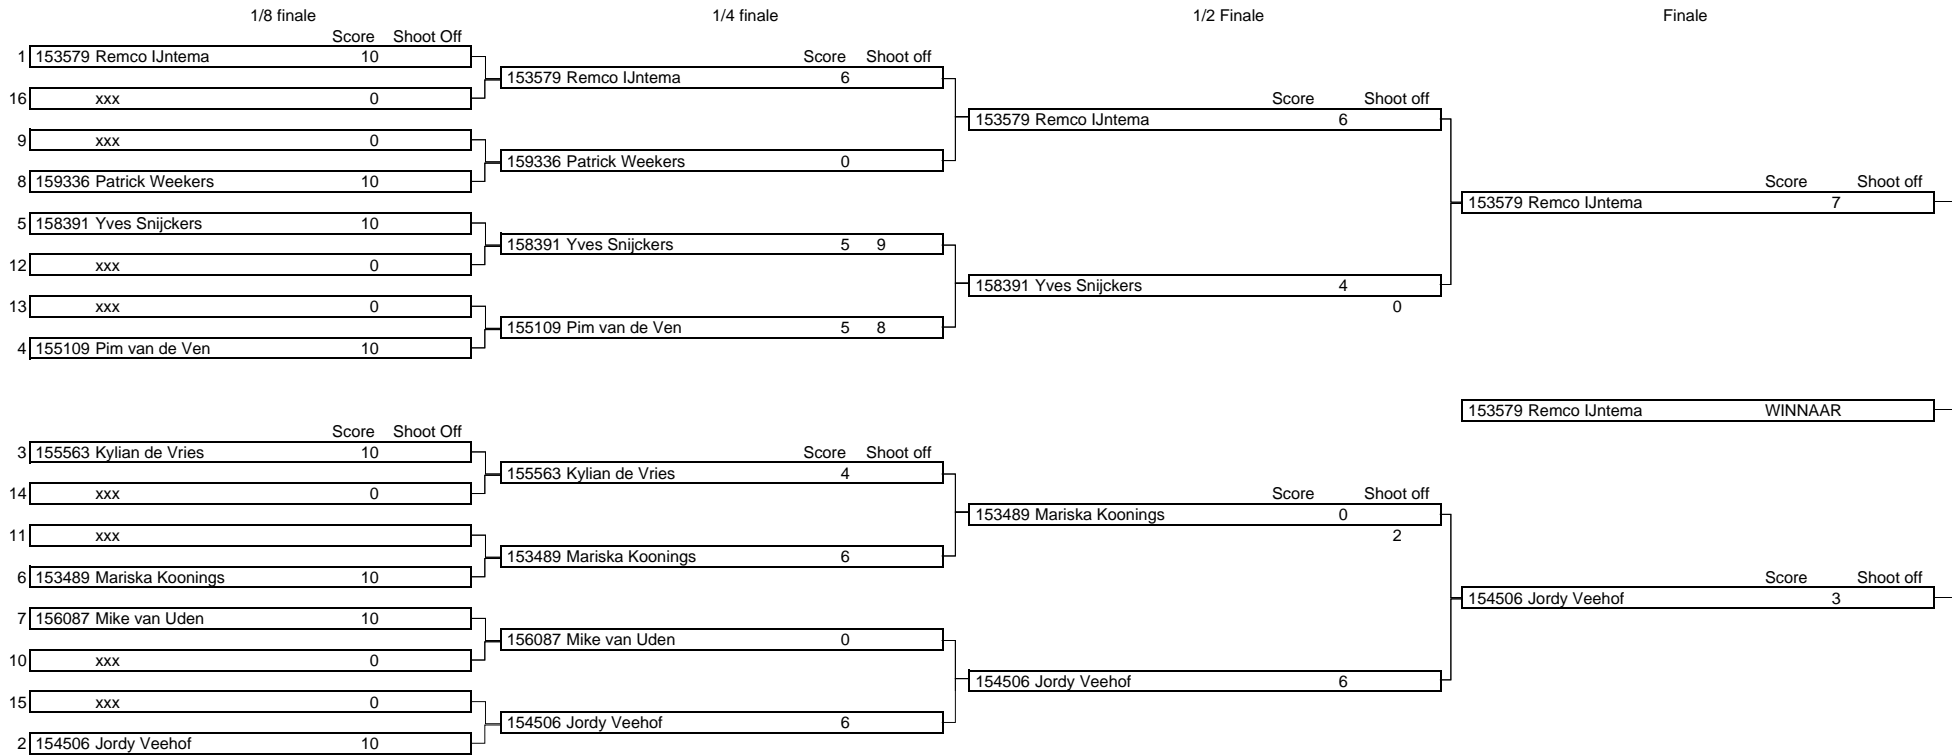 1/8 finale 1/4 finale 1/2 Finale Finale
Score Shoot Off
1 153579 Remco IJntema 10
16 xxx 0
9 xxx 0
8 159336 Patrick Weekers 10
5 158391 Yves Snijckers 10
12 xxx 0
13 xxx 0
4 155109 Pim van de Ven 10
Score Shoot Off
3 155563 Kylian de Vries 10
14 xxx 0
11 xxx
6 153489 Mariska Koonings 10
7 156087 Mike van Uden 10
10 xxx 0
15 xxx 0
2 154506 Jordy Veehof 10
Score Shoot off
153579 Remco IJntema 6
159336 Patrick Weekers 0
158391 Yves Snijckers 5 9
155109 Pim van de Ven 5 8
Score Shoot off
155563 Kylian de Vries 4
153489 Mariska Koonings 6
156087 Mike van Uden 0
154506 Jordy Veehof 6
Score Shoot off
153579 Remco IJntema 6
158391 Yves Snijckers 4
0
Score Shoot off
153489 Mariska Koonings 0
2
154506 Jordy Veehof 6
Score Shoot off
153579 Remco IJntema 7
153579 Remco IJntema WINNAAR
Score Shoot off
154506 Jordy Veehof 3